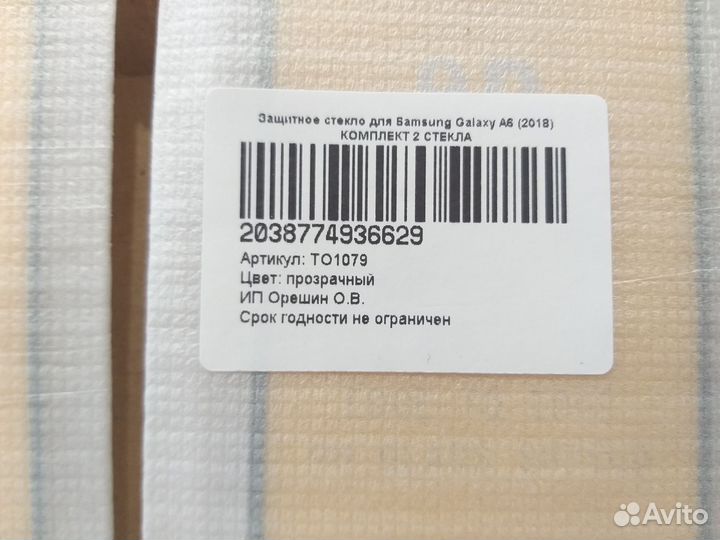 Защитное стекло для Samsung Galaxy A6 (2018)
КОМПЛЕКТ 2 СТЕКЛА
2038774936629
Артикул: ТО1079
Цвет: прозрачный
ИП Орешин О.В.
Срок годности не ограничен
Avito